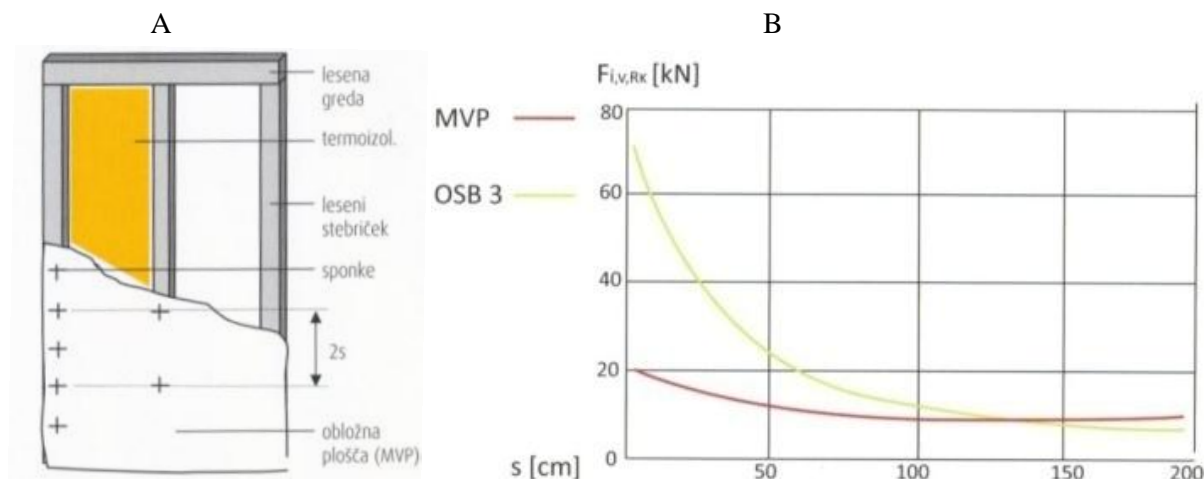 A
B
lesena
greda
termoizol.
leseni
stebriček
sponke
2s
obložna
plošča (MVP)
Fi,v,Rk [kN]
MVP
OSB 3
80
60
40
20
0
50
100
150
200
s [cm]